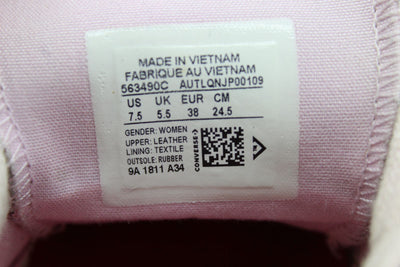 MADE IN VIETNAM
FABRIQUE AU VIETNAM
563490C AUTLQNJP00109
US UK EUR CM
7.5 5.5 38 24.5
GENDER: WOMEN
UPPER: LEATHER
LINING: TEXTILE
OUTSOLE: RUBBER
9A 1811 A34
CONVERSE